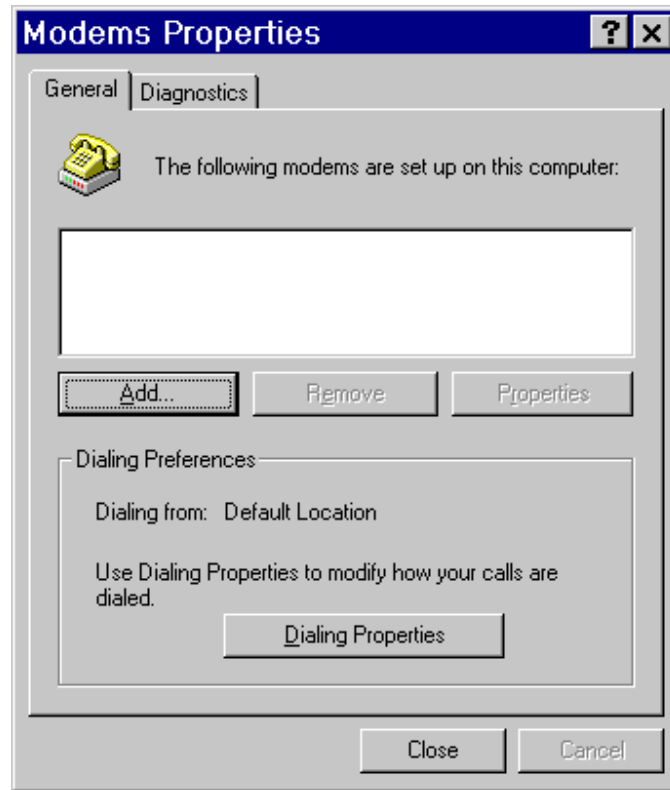 Modems Properties ? ×
General Diagnostics
The following modems are set up on this computer:
Add... Remove Properties
Dialing Preferences
Dialing from: Default Location
Use Dialing Properties to modify how your calls are
dialed.
Dialing Properties
Close Cancel